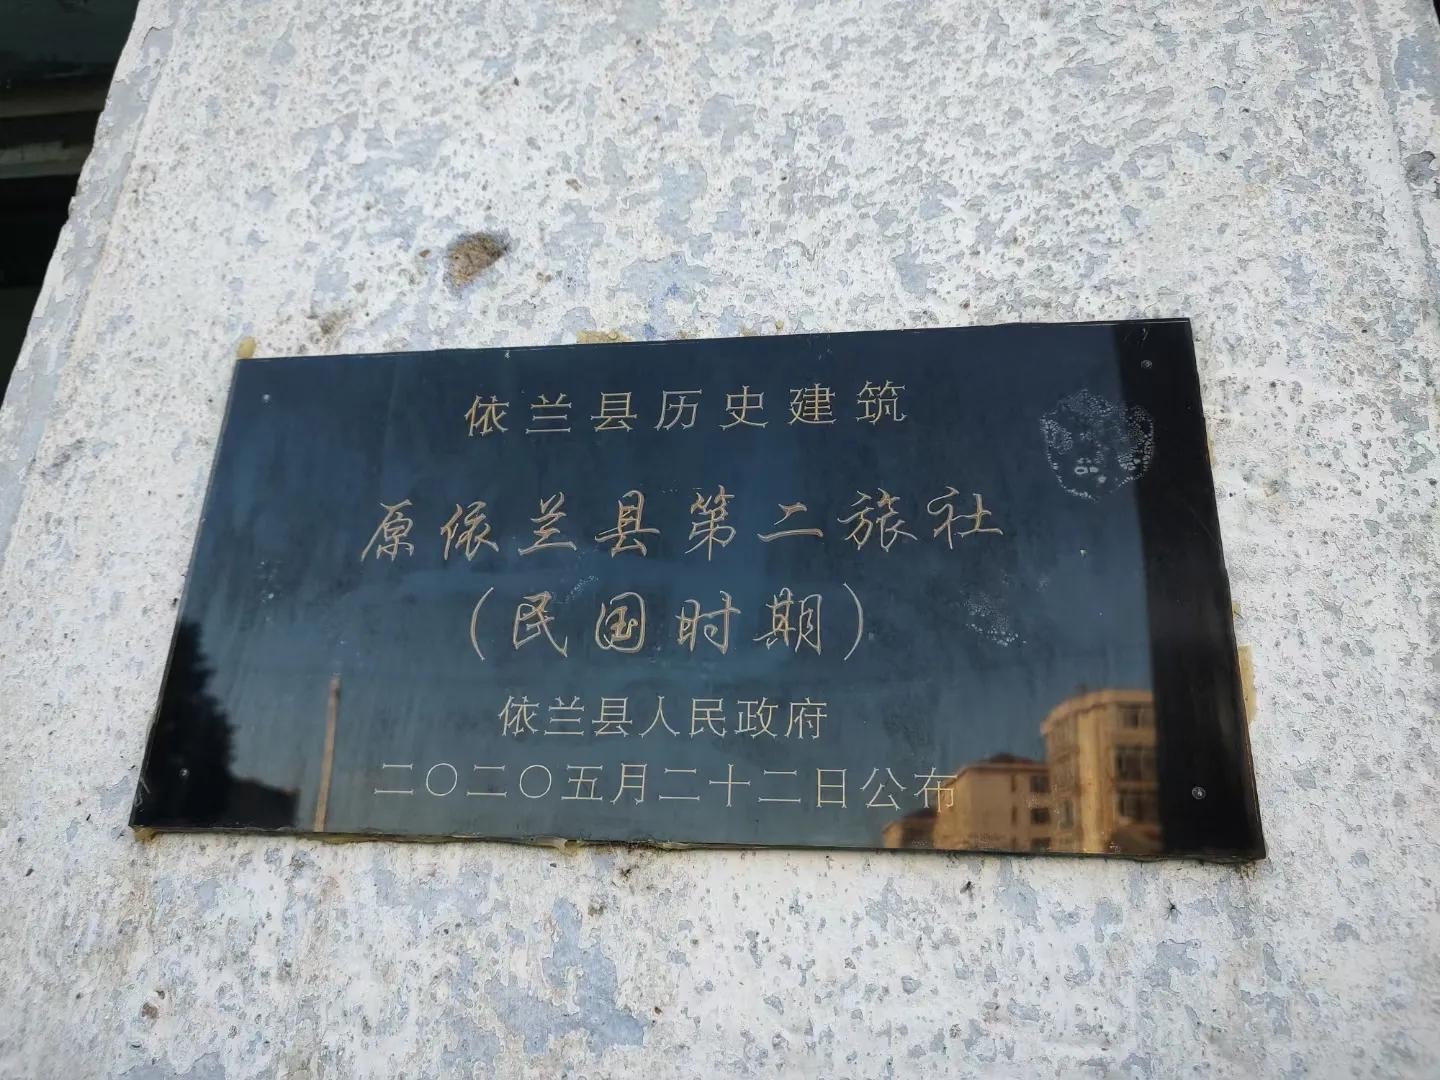 依兰县历史建筑
原依兰县第二旅社
（民国时期）
依兰县人民政府
二〇二〇五月二十二日公布